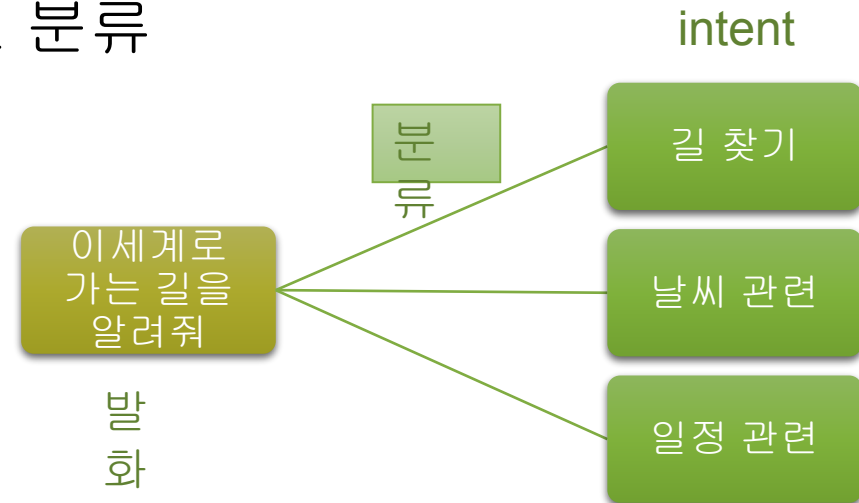 분류
intent
분
류
길 찾기
이세계로
가는 길을
알려줘
날씨 관련
발
화
일정 관련